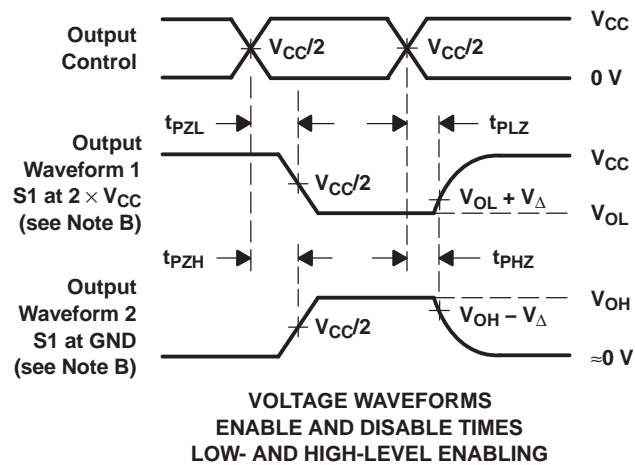 Output
Control
V_CC/2
V_CC/2
V_CC
0 V
t_PZL
t_PLZ
Output
Waveform 1
S1 at 2 × V_CC
(see Note B)
V_CC/2
V_OL + V_Δ
V_CC
V_OL
t_PZH
t_PHZ
Output
Waveform 2
S1 at GND
(see Note B)
V_CC/2
V_OH – V_Δ
V_OH
≈0 V
VOLTAGE WAVEFORMS
ENABLE AND DISABLE TIMES
LOW- AND HIGH-LEVEL ENABLING